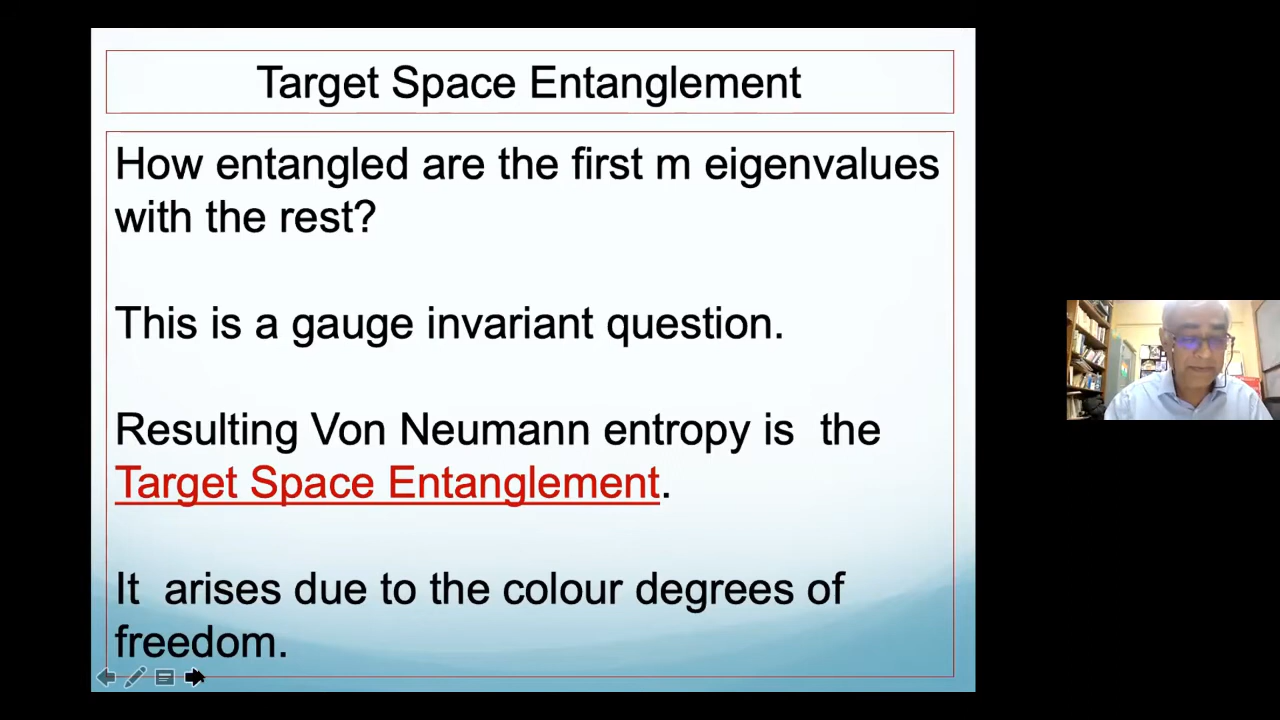 Target Space Entanglement
How entangled are the first m eigenvalues
with the rest?
This is a gauge invariant question.
Resulting Von Neumann entropy is the
Target Space Entanglement.
It arises due to the colour degrees of
freedom.